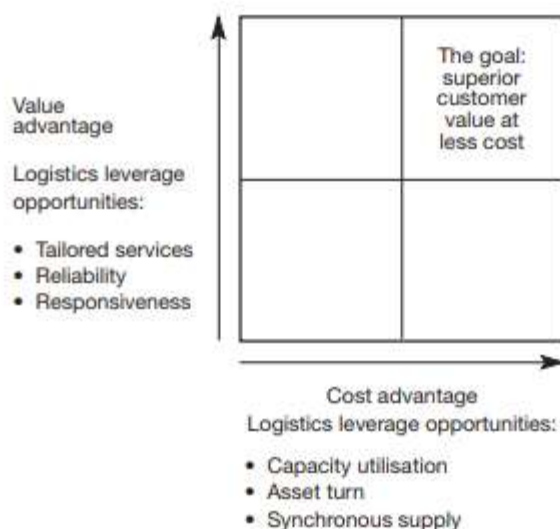 The goal:
superior
customer
value at
less cost
Value
advantage
Logistics leverage
opportunities:
• Tailored services
• Reliability
• Responsiveness
Cost advantage
Logistics leverage opportunities:
• Capacity utilisation
• Asset turn
• Synchronous supply